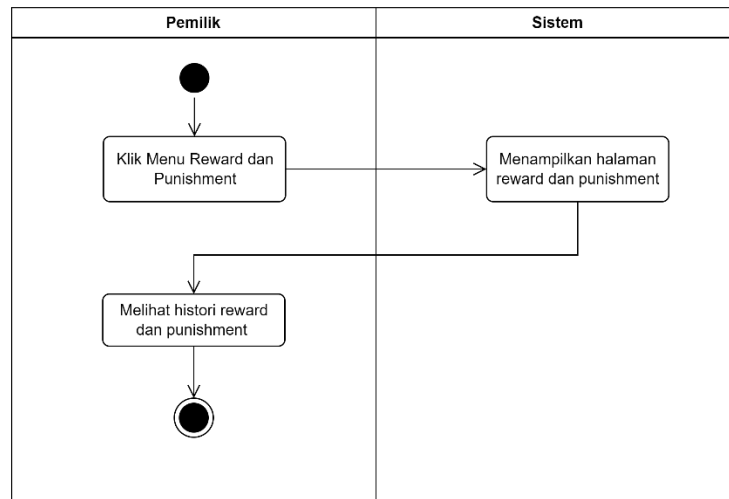 Pemilik
Sistem
Klik Menu Reward dan
Punishment
Menampilkan halaman
reward dan punishment
Melihat histori reward
dan punishment